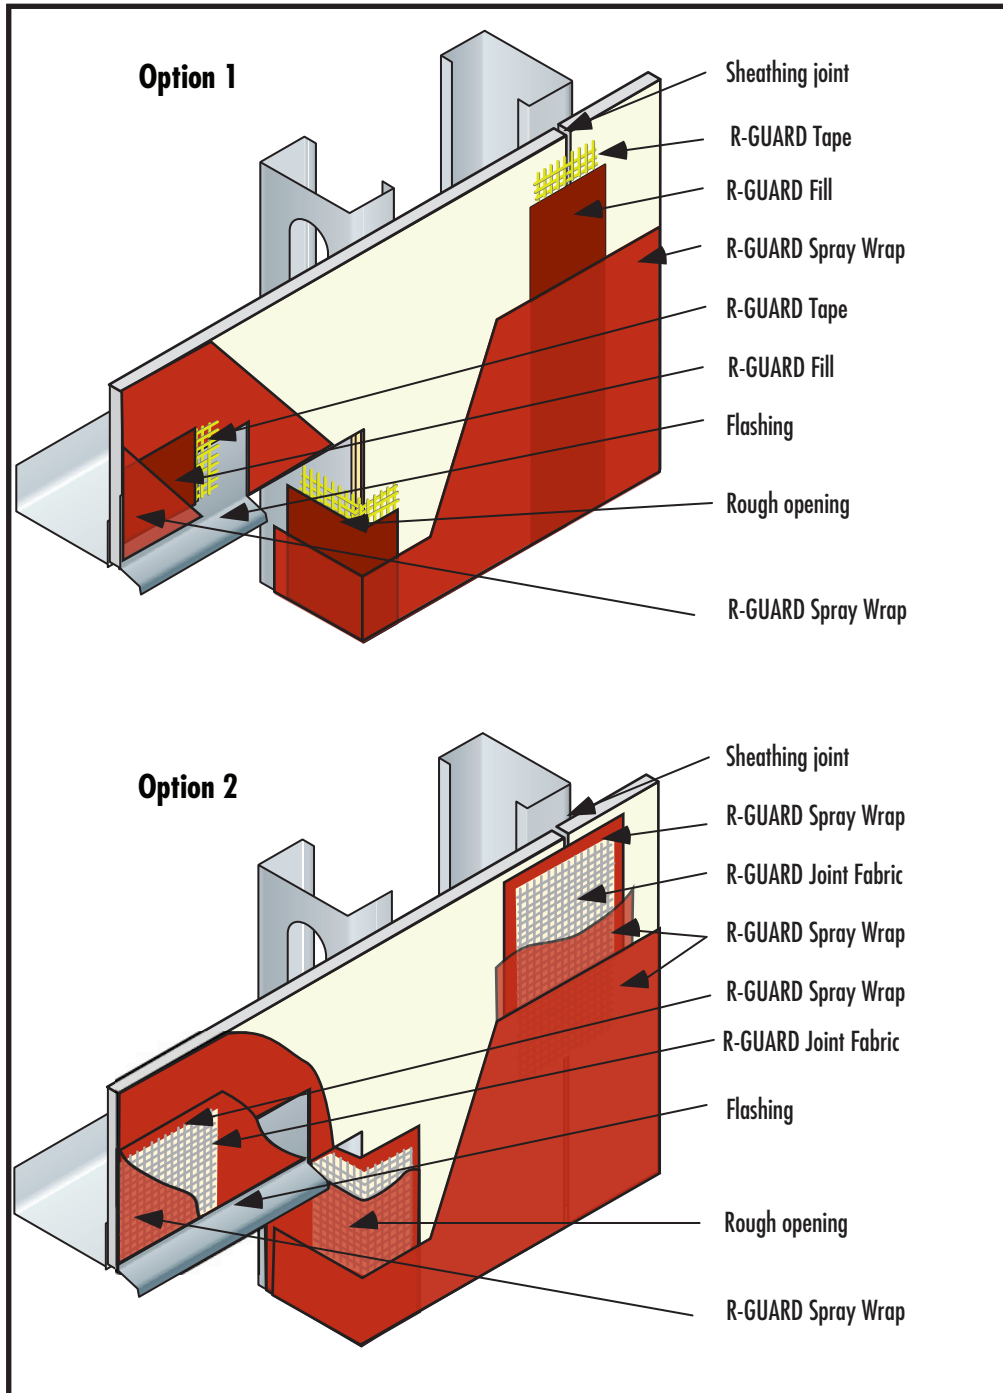 Option 1
Sheathing joint
R-GUARD Tape
R-GUARD Fill
R-GUARD Spray Wrap
R-GUARD Tape
R-GUARD Fill
Flashing
Rough opening
R-GUARD Spray Wrap
Option 2
Sheathing joint
R-GUARD Spray Wrap
R-GUARD Joint Fabric
R-GUARD Spray Wrap
R-GUARD Spray Wrap
R-GUARD Joint Fabric
Flashing
Rough opening
R-GUARD Spray Wrap